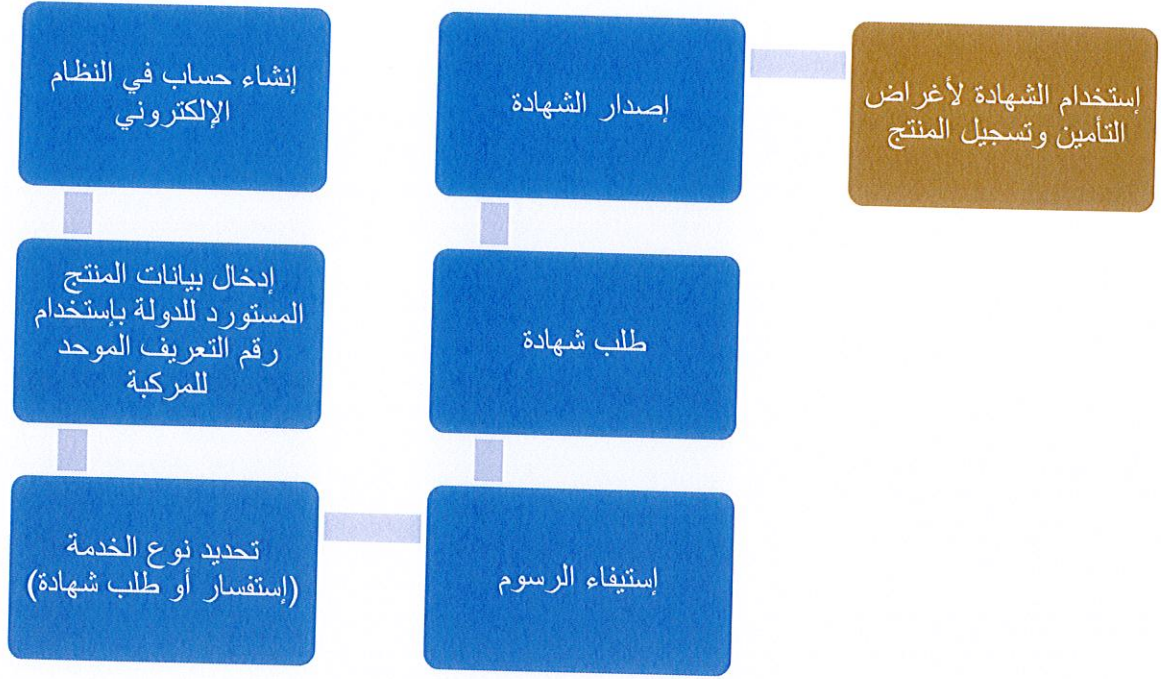 إنشاء حساب في النظام
الإلكتروني
إدخال بيانات المنتج
المستورد للدولة بإستخدام
رقم التعريف الموحد
للمركبة
تحديد نوع الخدمة
(إستفسار أو طلب شهادة)
إستيفاء الرسوم
طلب شهادة
إصدار الشهادة
إستخدام الشهادة لأغراض
التأمين وتسجيل المنتج